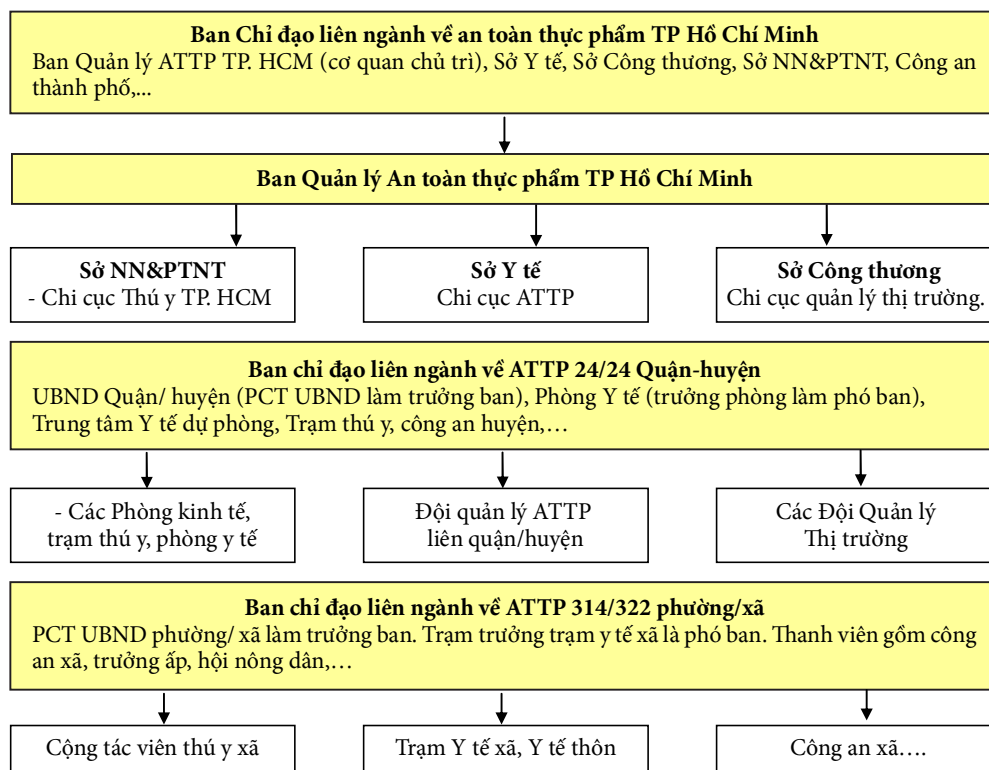 Ban Chỉ đạo liên ngành về an toàn thực phẩm TP Hồ Chí Minh
Ban Quản lý ATTP TP. HCM (cơ quan chủ trì), Sở Y tế, Sở Công thương, Sở NN&PTNT, Công an
thành phố,...
Ban Quản lý An toàn thực phẩm TP Hồ Chí Minh
Sở NN&PTNT
- Chi cục Thú y TP. HCM
Sở Y tế
Chi cục ATTP
Sở Công thương
Chi cục quản lý thị trường.
Ban chỉ đạo liên ngành về ATTP 24/24 Quận-huyện
UBND Quận/ huyện (PCT UBND làm trưởng ban), Phòng Y tế (trưởng phòng làm phó ban),
Trung tâm Y tế dự phòng, Trạm thú y, công an huyện,…
- Các Phòng kinh tế,
trạm thú y, phòng y tế
Đội quản lý ATTP
liên quận/huyện
Các Đội Quản lý
Thị trường
Ban chỉ đạo liên ngành về ATTP 314/322 phường/xã
PCT UBND phường/ xã làm trưởng ban. Trạm trưởng trạm y tế xã là phó ban. Thanh viên gồm công
an xã, trưởng ấp, hội nông dân,…
Cộng tác viên thú y xã
Trạm Y tế xã, Y tế thôn
Công an xã….